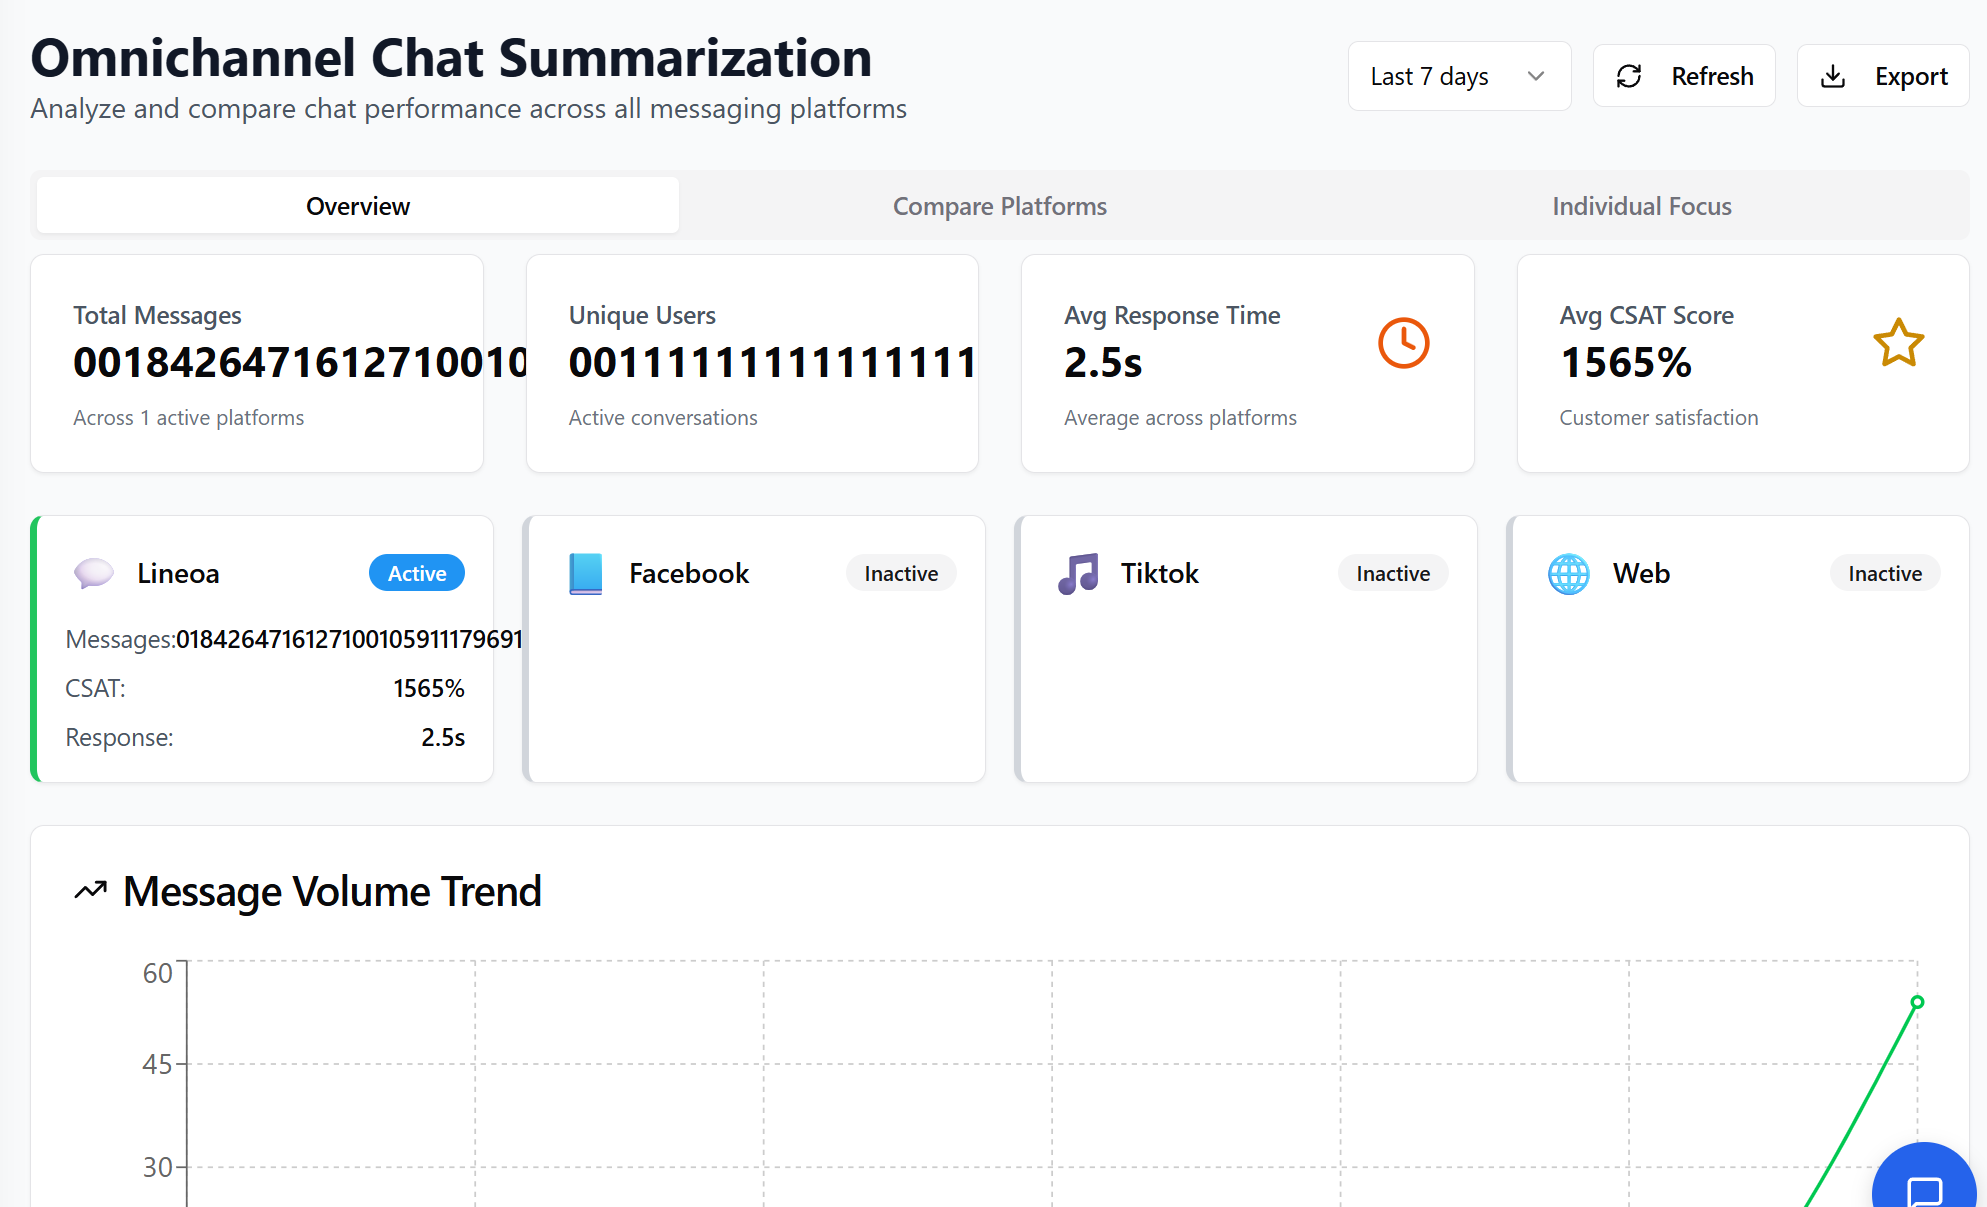 Omnichannel Chat Summarization
Analyze and compare chat performance across all messaging platforms
Last 7 days
Refresh
Export
Overview
Compare Platforms
Individual Focus
Total Messages
0018426471612710010
Across 1 active platforms
Unique Users
00111111111111111
Active conversations
Avg Response Time
2.5s
Average across platforms
Avg CSAT Score
1565%
Customer satisfaction
Lineoa
Active
Messages:0184264716127100105911179691
CSAT:
1565%
Response:
2.5s
Facebook
Inactive
Tiktok
Inactive
Web
Inactive
Message Volume Trend
60
45
30